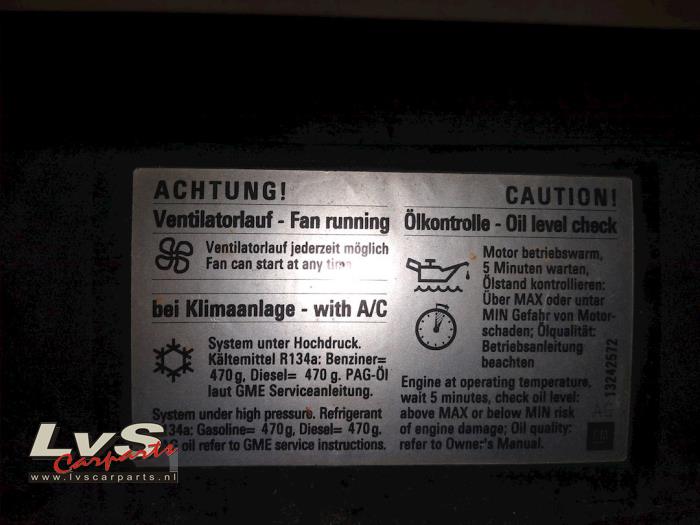 ACHTUNG!
CAUTION!
Ventilatorlauf - Fan running
Ventilatorlauf jederzeit möglich
Fan can start at any time
bei Klimaanlage - with A/C
System unter Hochdruck.
Kältemittel R134a: Benziner=
470 g, Diesel= 470 g. PAG-Öl
laut GME Serviceanleitung.
System under high pressure. Refrigerant
R134a: Gasoline= 470 g, Diesel= 470 g.
oil refer to GME service instructions.
Ölkontrolle - Oil level check
Motor betriebswarm,
5 Minuten warten,
Ölstand kontrollieren:
Über MAX oder unter
MIN Gefahr von Motor-
schaden; Ölqualität:
Betriebsanleitung
beachten
Engine at operating temperature,
wait 5 minutes, check oil level:
above MAX or below MIN risk
of engine damage; Oil quality:
refer to Owner's Manual.
AG 13242572
LvS
Carparts
www.lvscarparts.nl